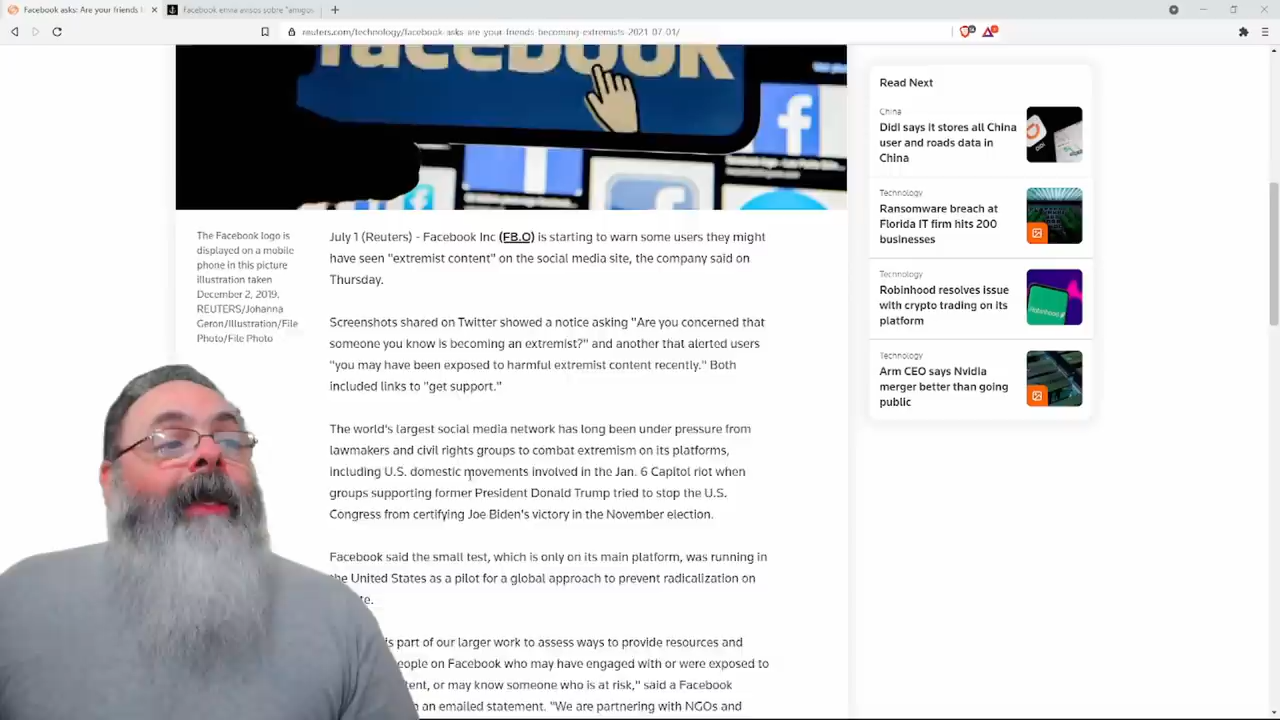 Facebook asks: Are your friends
Facebook envia avisos sobre "amigos
reuters.com/technology/facebook-asks-are-your-friends-becoming-extremists-2021-07-01/
facebook
The Facebook logo is
displayed on a mobile
phone in this picture
illustration taken
December 2, 2019.
REUTERS/Johanna
Geron/Illustration/File
Photo/File Photo
July 1 (Reuters) - Facebook Inc (FB.O) is starting to warn some users they might
have seen "extremist content" on the social media site, the company said on
Thursday.
Screenshots shared on Twitter showed a notice asking "Are you concerned that
someone you know is becoming an extremist?" and another that alerted users
"you may have been exposed to harmful extremist content recently." Both
included links to "get support."
The world's largest social media network has long been under pressure from
lawmakers and civil rights groups to combat extremism on its platforms,
including U.S. domestic movements involved in the Jan. 6 Capitol riot when
groups supporting former President Donald Trump tried to stop the U.S.
Congress from certifying Joe Biden's victory in the November election.
Facebook said the small test, which is only on its main platform, was running in
the United States as a pilot for a global approach to prevent radicalization on
is part of our larger work to assess ways to provide resources and
people on Facebook who may have engaged with or were exposed to
or may know someone who is at risk," said a Facebook
an emailed statement. "We are partnering with NGOs and
Read Next
China
Didi says it stores all China
user and roads data in
China
Technology
Ransomware breach at
Florida IT firm hits 200
businesses
Technology
Robinhood resolves issue
with crypto trading on its
platform
Technology
Arm CEO says Nvidia
merger better than going
public